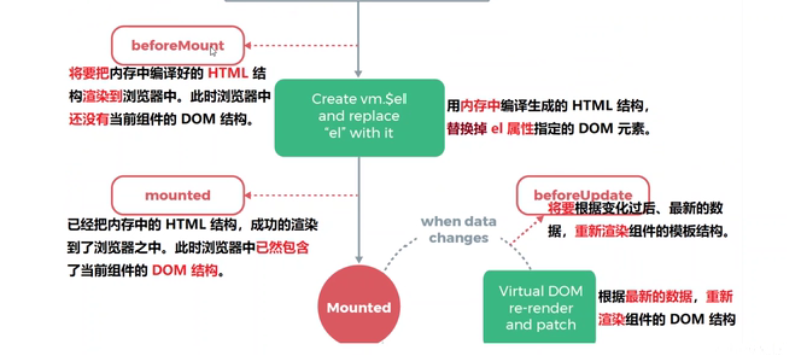 beforeMount
将要把内存中编译好的 HTML 结
构渲染到浏览器中。此时浏览器中
还没有当前组件的 DOM 结构。
Create vm.$el
and replace
“el” with it
用内存中编译生成的 HTML 结构，
替换掉 el 属性指定的 DOM 元素。
mounted
已经把内存中的 HTML 结构，成功的渲染
到了浏览器之中。此时浏览器中已然包含
了当前组件的 DOM 结构。
Mounted
when data
changes
beforeUpdate
将要根据变化过后、最新的数
据，重新渲染组件的模板结构。
Virtual DOM
re-render
and patch
根据最新的数据，重新
渲染组件的 DOM 结构